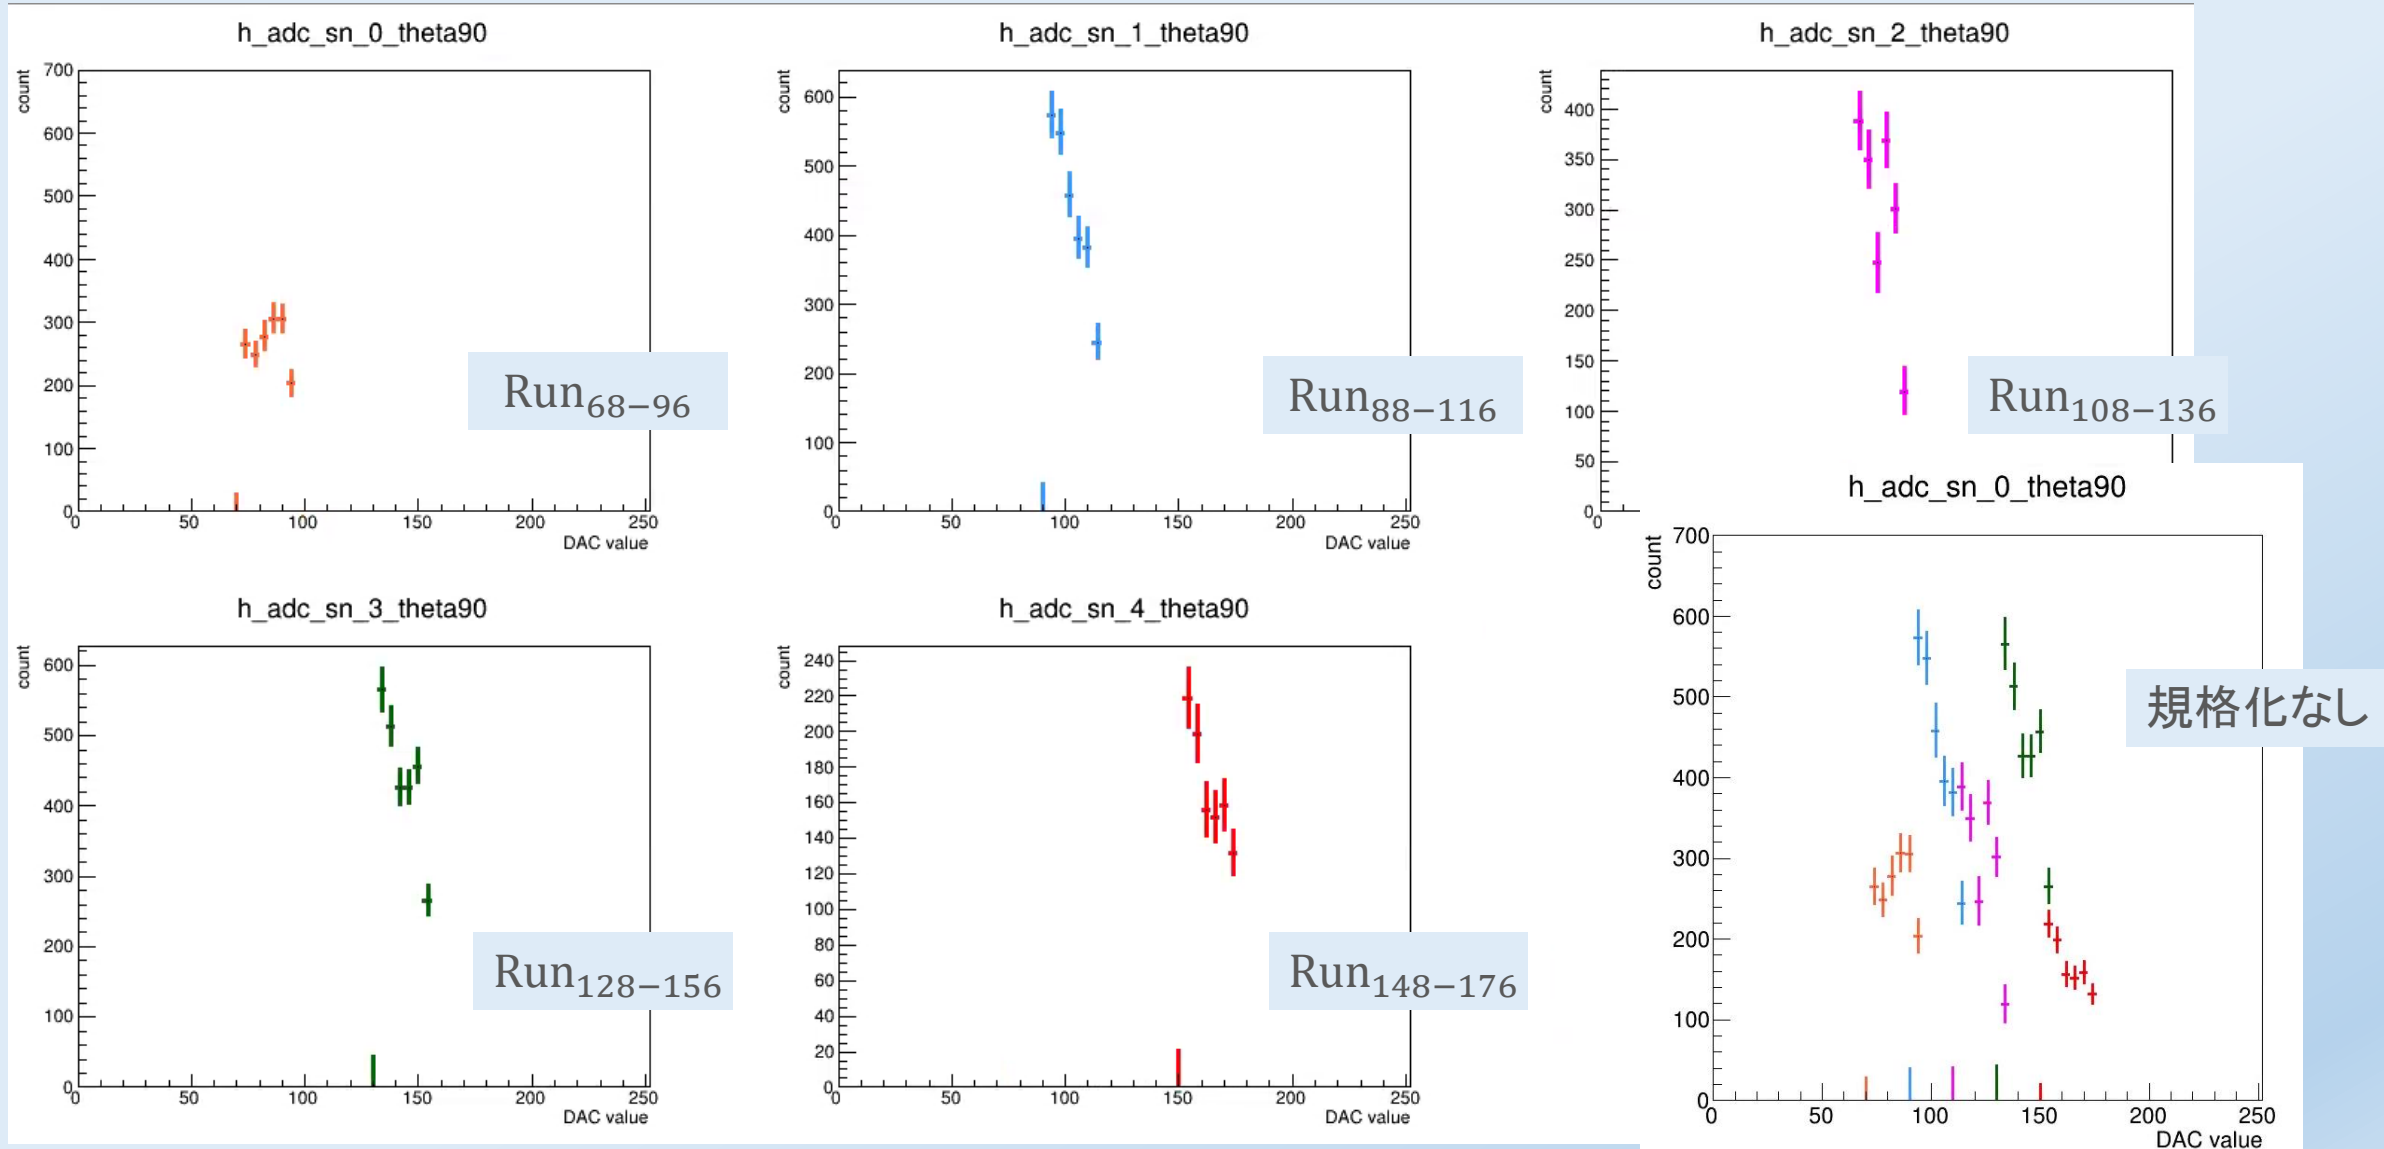 h_adc_sn_0_theta90
count
700
600
500
400
300
200
100
0
0 50 100 150 200 250
DAC value
Run68−96
h_adc_sn_1_theta90
count
600
500
400
300
200
100
0
0 50 100 150 200 250
DAC value
Run88−116
h_adc_sn_2_theta90
count
400
350
300
250
200
150
100
50
0
0
Run108−136
h_adc_sn_3_theta90
count
600
500
400
300
200
100
0
0 50 100 150 200 250
DAC value
Run128−156
h_adc_sn_4_theta90
count
240
220
200
180
160
140
120
100
80
60
40
20
0
0 50 100 150 200 250
DAC value
Run148−176
h_adc_sn_0_theta90
count
700
600
500
400
300
200
100
0
0 50 100 150 200 250
DAC value
規格化なし